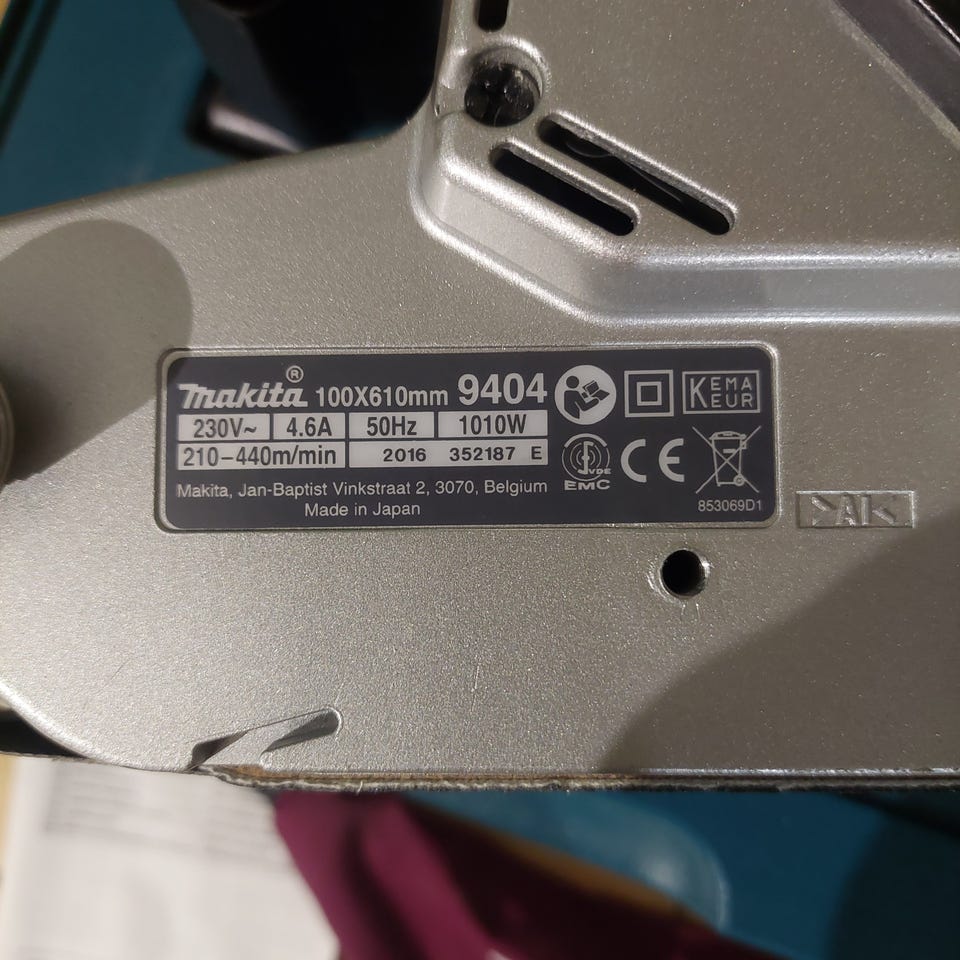 makita® 100X610mm 9404
230V~ 4.6A 50Hz 1010W
210–440m/min 2016 352187 E
Makita, Jan-Baptist Vinkstraat 2, 3070, Belgium
Made in Japan
KEMA
KEUR
VDE
EMC
CE
853069D1